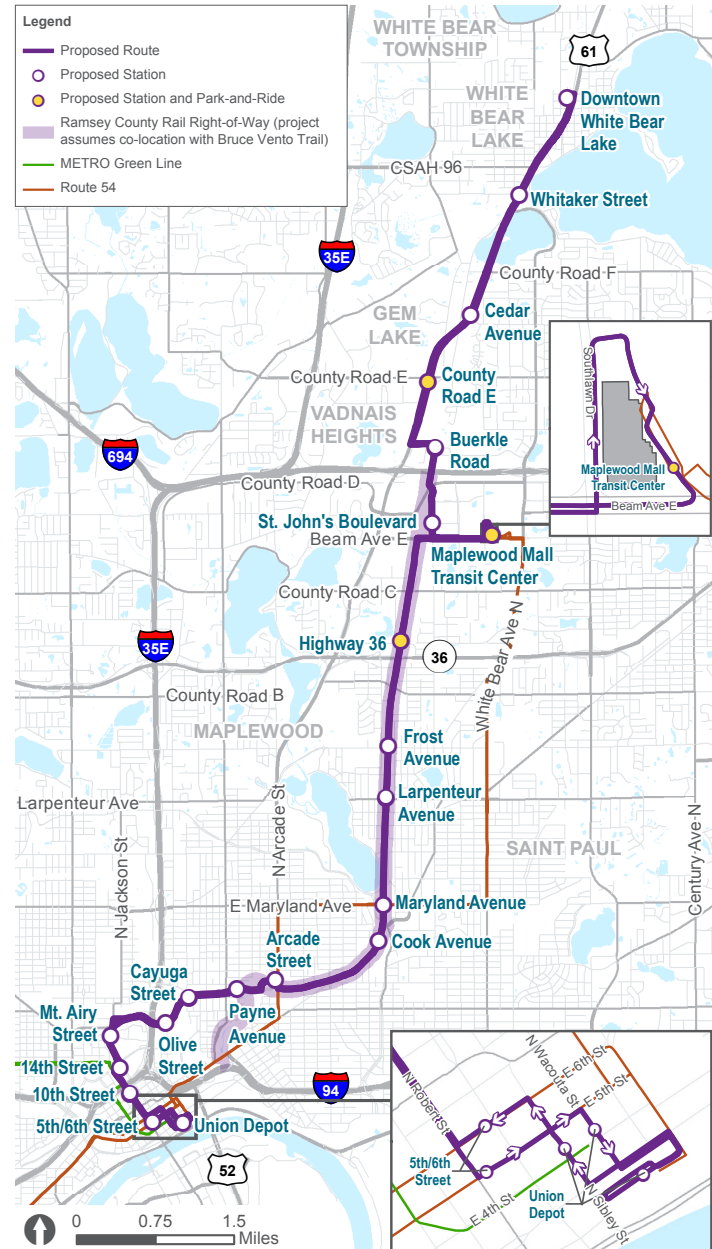 Legend
Proposed Route
Proposed Station
Proposed Station and Park-and-Ride
Ramsey County Rail Right-of-Way (project
assumes co-location with Bruce Vento Trail)
METRO Green Line
Route 54
WHITE BEAR
TOWNSHIP
61
WHITE
BEAR
LAKE
Downtown
White Bear
Lake
CSAH 96
Whitaker Street
35E
County Road F
GEM
LAKE
Cedar
Avenue
County Road E
County
Road E
VADNAIS
HEIGHTS
Buerkle
Road
694
County Road D
St. John's Boulevard
Beam Ave E
Maplewood Mall
Transit Center
Southlawn Dr
Maplewood Mall
Transit Center
Beam Ave E
County Road C
35E
Highway 36
36
White Bear Ave N
County Road B
MAPLEWOOD
Frost
Avenue
Larpenteur Ave
Larpenteur
Avenue
N Arcade St
SAINT PAUL
Century Ave N
N Jackson St
E Maryland Ave
Maryland Avenue
Arcade
Street
Cook Avenue
Cayuga
Street
Mt. Airy
Street
Payne
Avenue
Olive
Street
14th Street
10th Street
94
5th/6th Street
Union Depot
52
N Robert St
N Wacouta St
E 6th St
E 5th St
5th/6th
Street
E 4th St
Union
Depot
N Sibley St
0 0.75 1.5
Miles